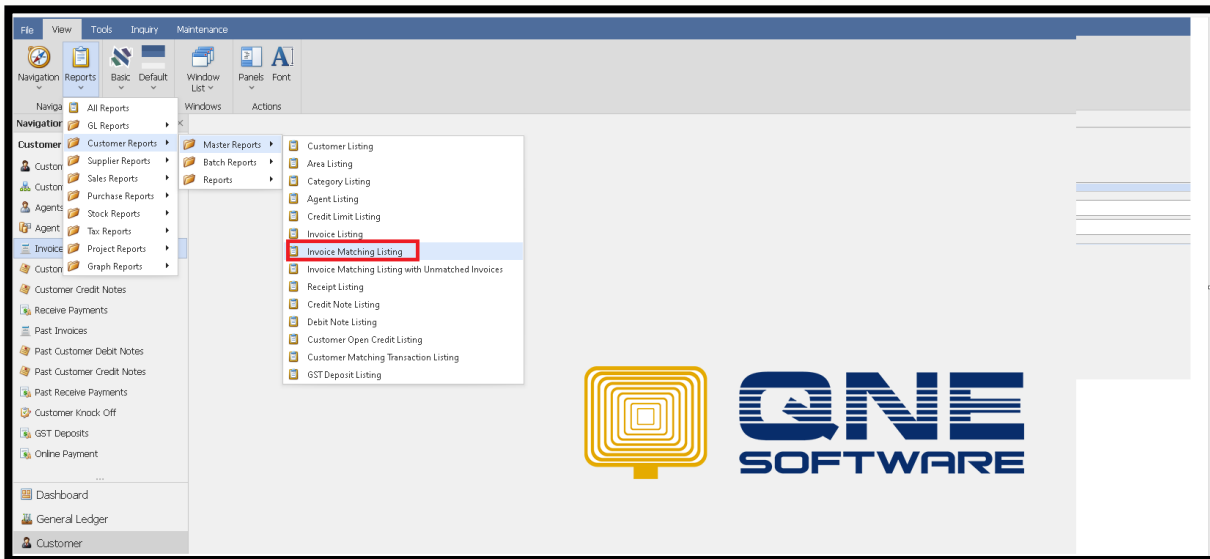 File View Tools Inquiry Maintenance
Navigation Reports Basic Default Window List Panels Font
Naviga Windows Actions
All Reports
GL Reports
Customer Reports
Supplier Reports
Sales Reports
Purchase Reports
Stock Reports
Tax Reports
Project Reports
Graph Reports
Master Reports
Batch Reports
Reports
Customer Listing
Area Listing
Category Listing
Agent Listing
Credit Limit Listing
Invoice Listing
Invoice Matching Listing
Invoice Matching Listing with Unmatched Invoices
Receipt Listing
Credit Note Listing
Debit Note Listing
Customer Open Credit Listing
Customer Matching Transaction Listing
GST Deposit Listing
Navigation
Customer
Custon
Custon
Agents
Agent
Invoice
Custon
Customer Credit Notes
Receive Payments
Past Invoices
Past Customer Debit Notes
Past Customer Credit Notes
Past Receive Payments
Customer Knock Off
GST Deposits
Online Payment
...
Dashboard
General Ledger
Customer
QNE
SOFTWARE